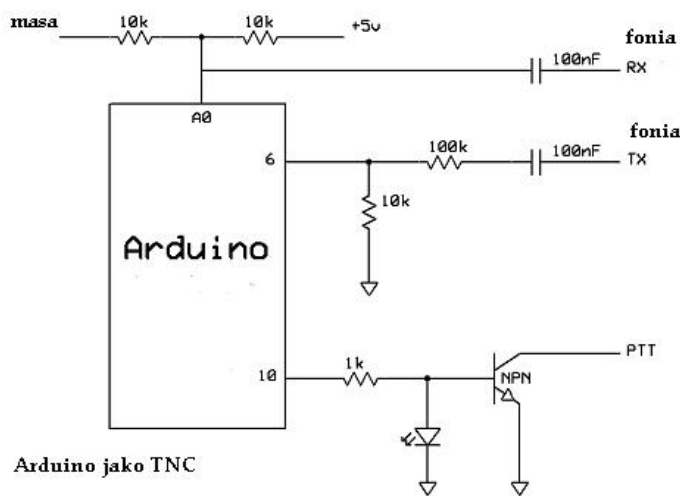 masa
10k
10k
+5v
fonia
100nF
RX
A0
fonia
6
100k
100nF
TX
10k
Arduino
10
1k
NPN
PTT
Arduino jako TNC